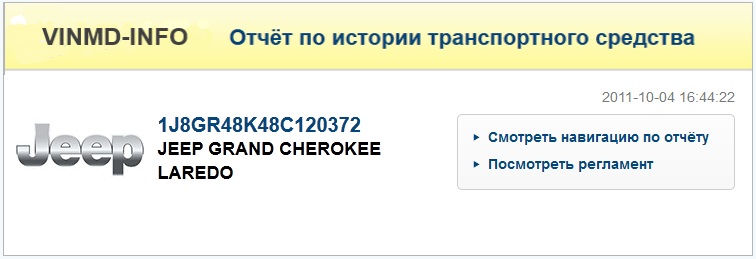 VINMD-INFO Отчёт по истории транспортного средства
2011-10-04 16:44:22
Jeep
1J8GR48K48C120372
JEEP GRAND CHEROKEE
LAREDO
Смотреть навигацию по отчёту
Посмотреть регламент